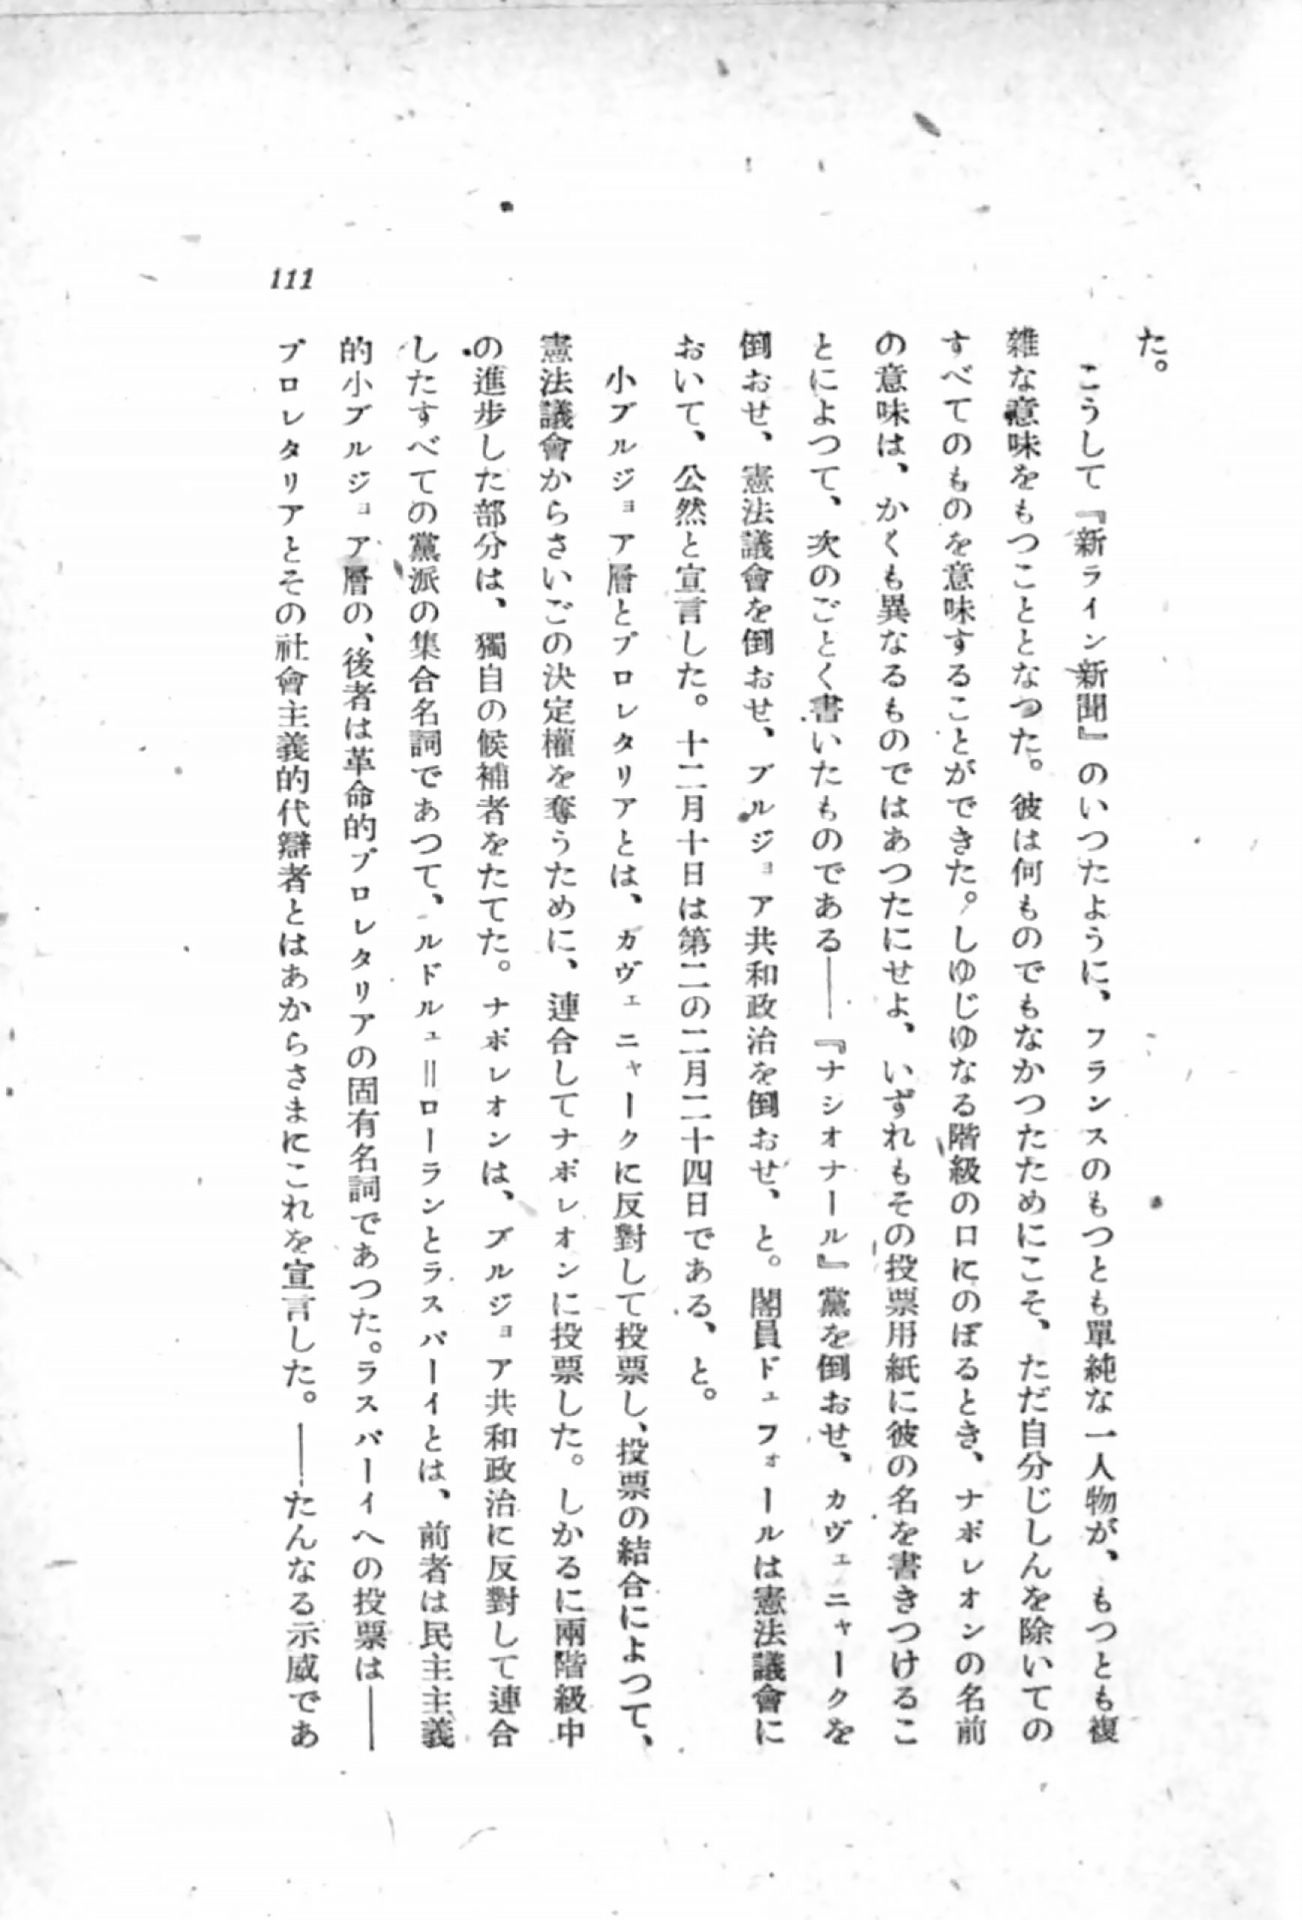 た。
　こうして『新ライン新聞』のいつたように、フランスのもつとも單純な一人物が、もつとも複
雜な意味をもつこととなつた。彼は何ものでもなかつたためにこそ、ただ自分じしんを除いての
すべてのものを意味することができた。しゆじゆなる階級の口にのぼるとき、ナポレオンの名前
の意味は、かくも異なるものではあつたにせよ、いずれもその投票用紙に彼の名を書きつけるこ
とによつて、次のごとく書いたものである――『ナシオナール』黨を倒おせ、カヴェニャークを
倒おせ、憲法議會を倒おせ、ブルジョア共和政治を倒おせ、と。閣員ドュフォールは憲法議會に
おいて、公然と宣言した。十二月十日は第二の二月二十四日である、と。
　小ブルジョア層とプロレタリアとは、カヴェニャークに反對して投票し、投票の結合によつて、
憲法議會からさいごの決定權を奪うために、連合してナポレオンに投票した。しかるに兩階級中
の進步した部分は、獨自の候補者をたてた。ナポレオンは、ブルジョア共和政治に反對して連合
したすべての黨派の集合名詞であつて、ルドルュ＝ローランとラスパーイとは、前者は民主主義
的小ブルジョア層の、後者は革命的プロレタリアの固有名詞であつた。ラスパーイへの投票は――
プロレタリアとその社會主義的代辯者とはあからさまにこれを宣言した。――たんなる示威であ
111